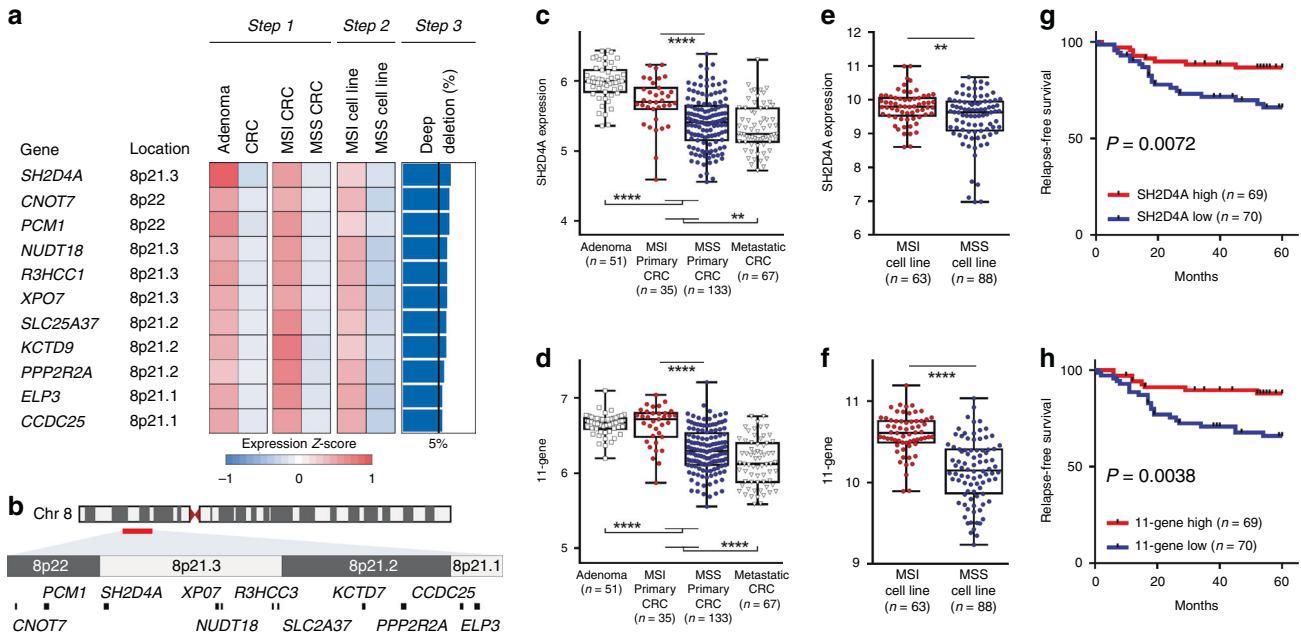 a
Step 1 Step 2 Step 3
Adenoma
CRC
MSI CRC
MSS CRC
MSI cell line
MSS cell line
Deep
deletion (%)
Gene Location
SH2D4A 8p21.3
CNOT7 8p22
PCM1 8p22
NUDT18 8p21.3
R3HCC1 8p21.3
XPO7 8p21.3
SLC25A37 8p21.2
KCTD9 8p21.2
PPP2R2A 8p21.2
ELP3 8p21.1
CCDC25 8p21.1
Expression Z-score 5%
−1 0 1
b
Chr 8
8p22 8p21.3 8p21.2 8p21.1
PCM1 SH2D4A XP07 R3HCC3 KCTD7 CCDC25
CNOT7 NUDT18 SLC2A37 PPP2R2A ELP3
c
SH2D4A expression
7
6
5
4
****
****
**
Adenoma
(n = 51)
MSI
Primary
CRC
(n = 35)
MSS
Primary
CRC
(n = 133)
Metastatic
CRC
(n = 67)
d
11-gene
8
7
6
5
****
****
****
Adenoma
(n = 51)
MSI
Primary
CRC
(n = 35)
MSS
Primary
CRC
(n = 133)
Metastatic
CRC
(n = 67)
e
SH2D4A expression
12
11
10
9
8
7
6
**
MSI
cell line
(n = 63)
MSS
cell line
(n = 88)
f
11-gene
12
11
10
9
****
MSI
cell line
(n = 63)
MSS
cell line
(n = 88)
g
Relapse-free survival
100
50
0
P = 0.0072
SH2D4A high (n = 69)
SH2D4A low (n = 70)
0 20 40 60
Months
h
Relapse-free survival
100
50
0
P = 0.0038
11-gene high (n = 69)
11-gene low (n = 70)
0 20 40 60
Months